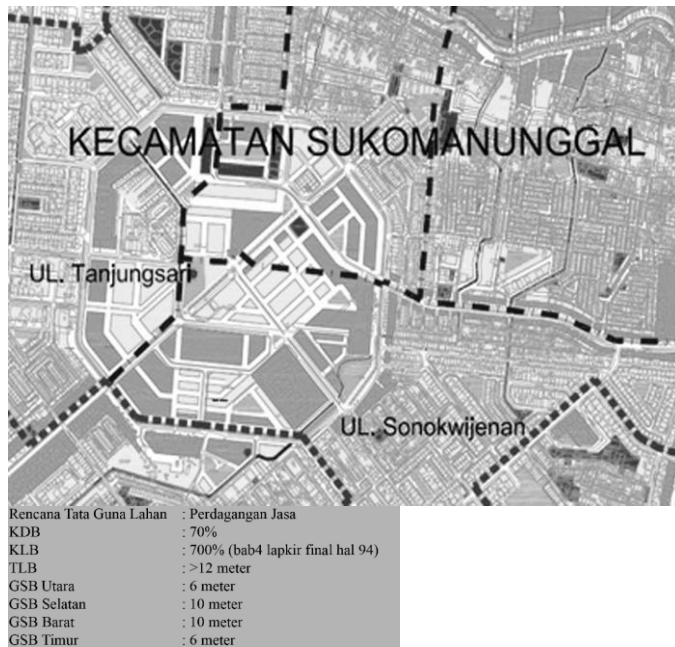 KECAMATAN SUKOMANUNGGAL
UL. Tanjungsari
UL. Sonokwijenan
Rencana Tata Guna Lahan : Perdagangan Jasa
KDB : 70%
KLB : 700% (bab4 lapkir final hal 94)
TLB : >12 meter
GSB Utara : 6 meter
GSB Selatan : 10 meter
GSB Barat : 10 meter
GSB Timur : 6 meter